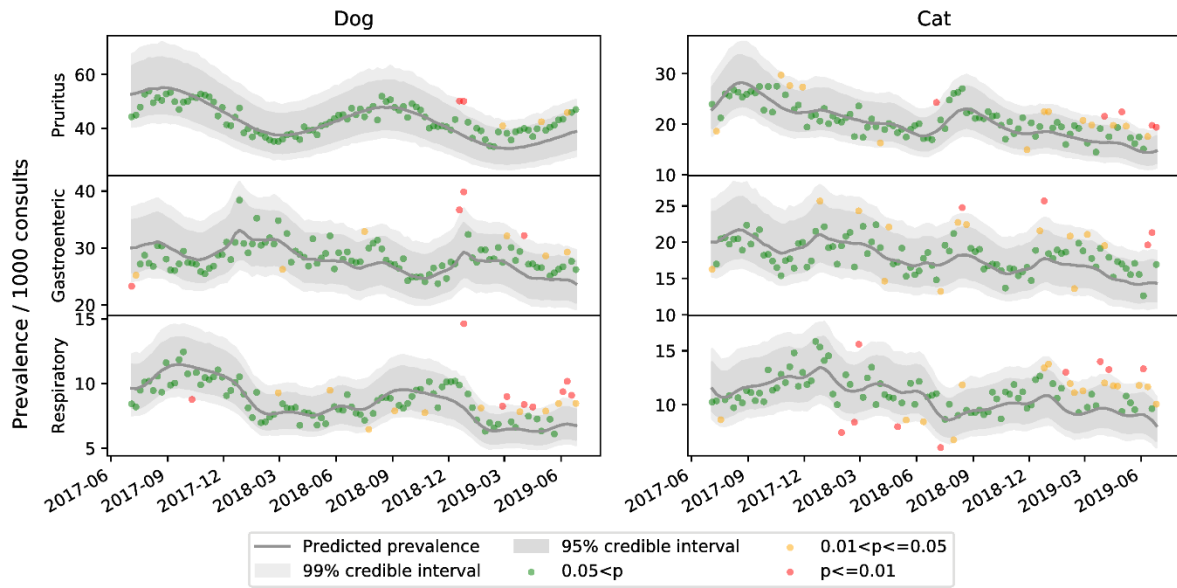 Dog
Cat
Prevalence / 1000 consults
Pruritus
60
40
30
20
10
Gastroenteric
40
30
20
25
20
15
10
Respiratory
15
10
5
15
10
2017-06
2017-09
2017-12
2018-03
2018-06
2018-09
2018-12
2019-03
2019-06
2017-06
2017-09
2017-12
2018-03
2018-06
2018-09
2018-12
2019-03
2019-06
Predicted prevalence
99% credible interval
95% credible interval
0.05<p
0.01<p<=0.05
p<=0.01